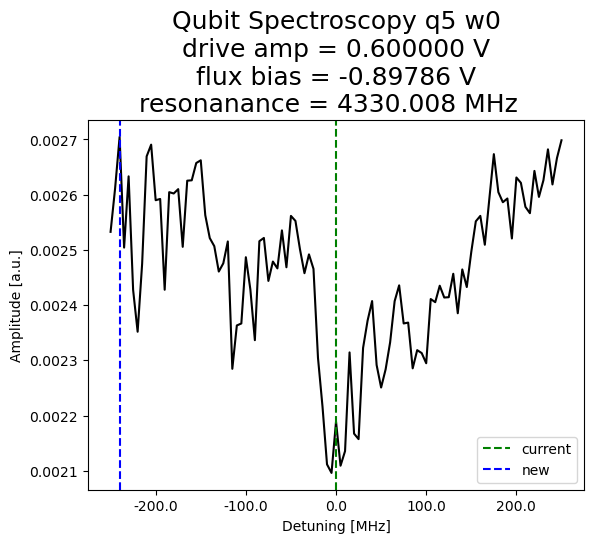 Qubit Spectroscopy q5 w0
drive amp = 0.600000 V
flux bias = -0.89786 V
resonanance = 4330.008 MHz
0.0027
0.0026
0.0025
0.0024
0.0023
0.0022
0.0021
Amplitude [a.u.]
-200.0 -100.0 0.0 100.0 200.0
Detuning [MHz]
current
new